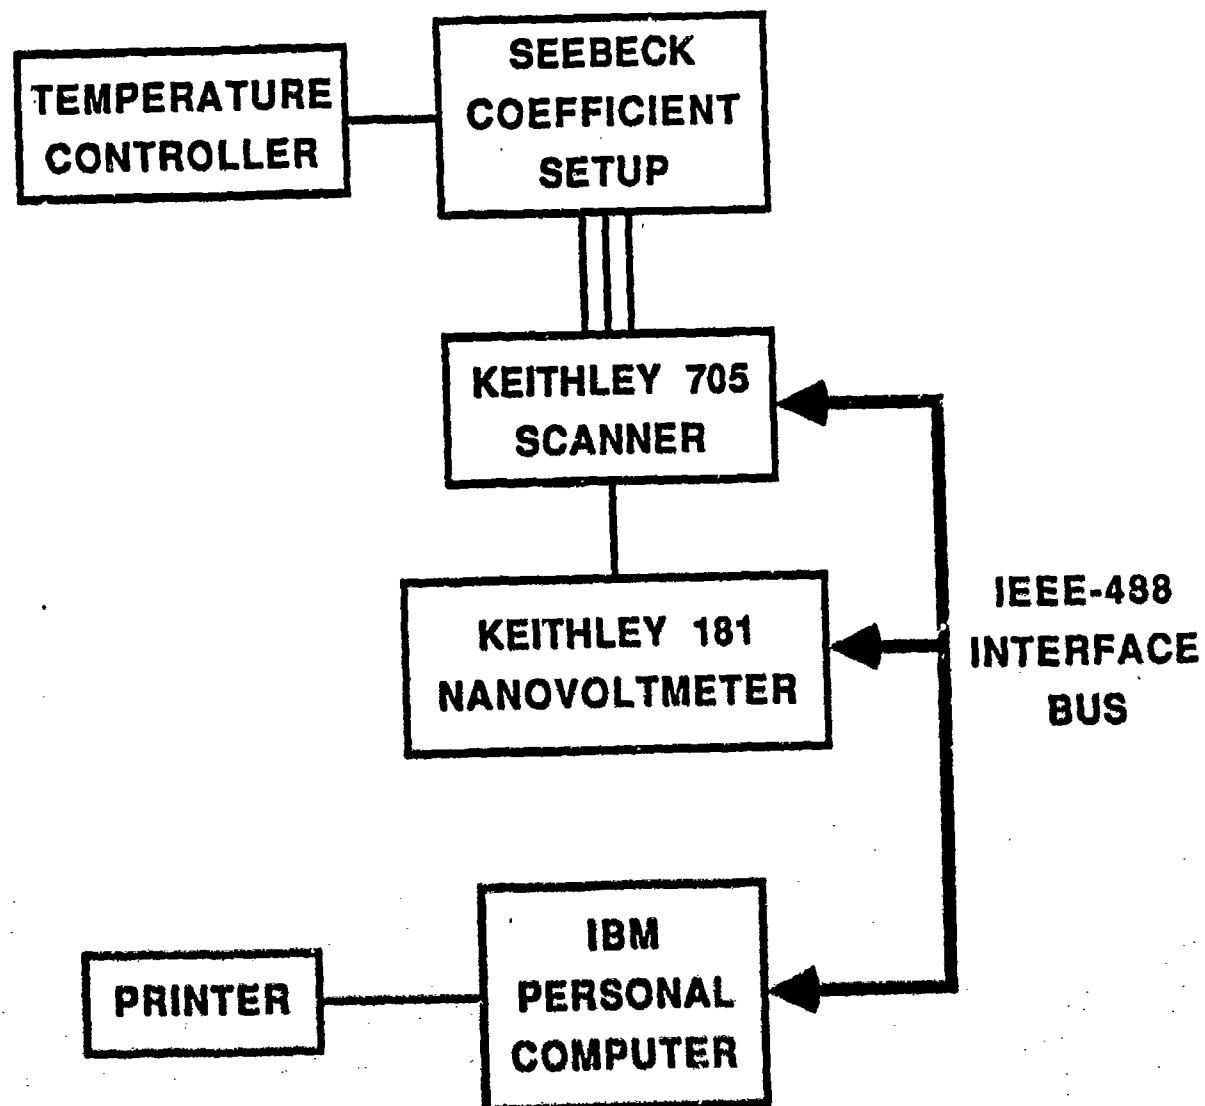 TEMPERATURE
CONTROLLER
SEEBECK
COEFFICIENT
SETUP
KEITHLEY 705
SCANNER
KEITHLEY 181
NANOVOLTMETER
IEEE-488
INTERFACE
BUS
IBM
PERSONAL
COMPUTER
PRINTER